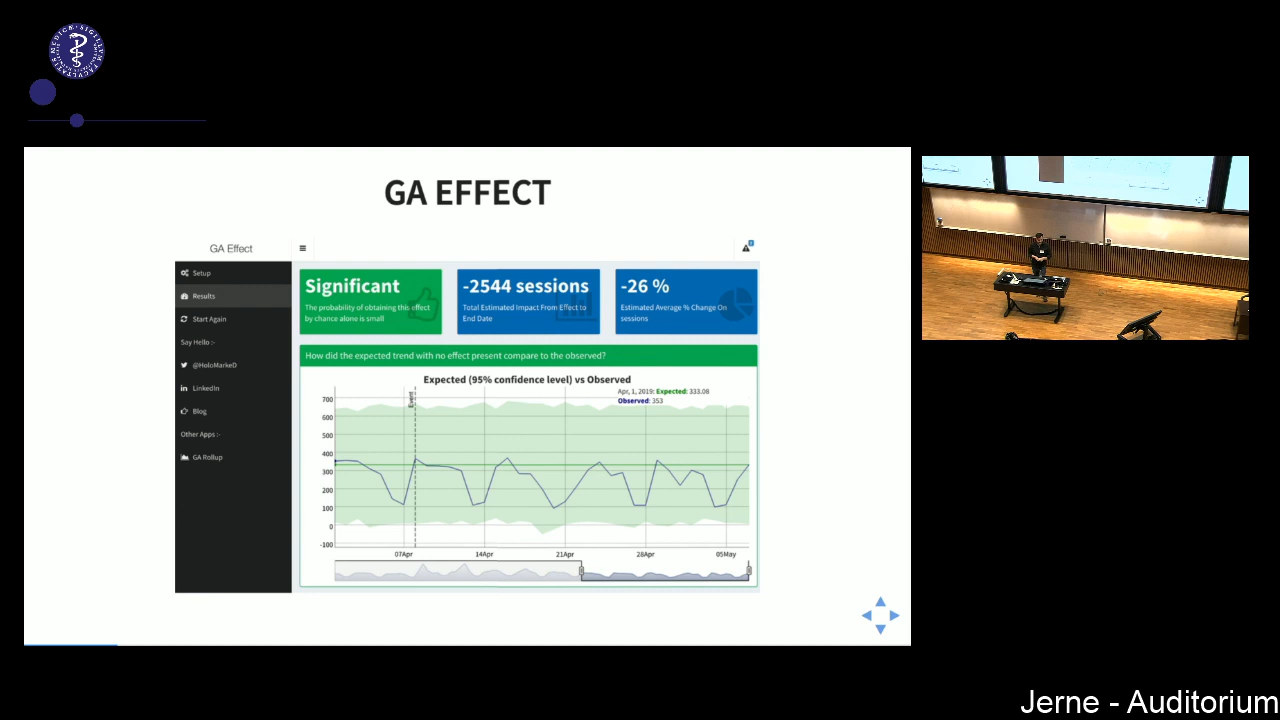 GA EFFECT
GA Effect
Setup
Results
Start Again
Say Hello :-
@HoloMarkeD
LinkedIn
Blog
Other Apps :-
GA Rollup
Significant
The probability of obtaining this effect
by chance alone is small
-2544 sessions
Total Estimated Impact From Effect to
End Date
-26 %
Estimated Average % Change On
sessions
How did the expected trend with no effect present compare to the observed?
Expected (95% confidence level) vs Observed
Apr, 1, 2019: Expected: 333.08
Observed: 353
Event
700
600
500
400
300
200
100
0
-100
07Apr
14Apr
21Apr
28Apr
05May
Jerne - Auditorium